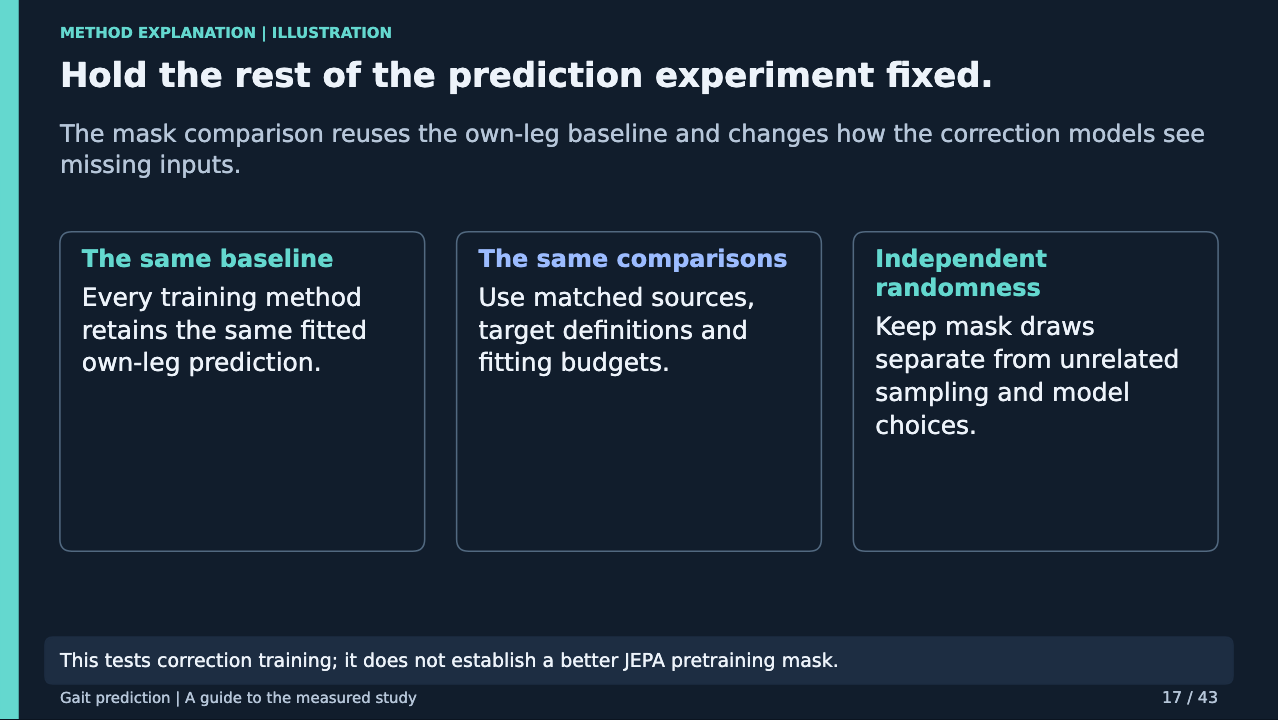 METHOD EXPLANATION | ILLUSTRATION
Hold the rest of the prediction experiment fixed.
The mask comparison reuses the own-leg baseline and changes how the correction models see
missing inputs.
The same baseline
Every training method
retains the same fitted
own-leg prediction.
The same comparisons
Use matched sources,
target definitions and
fitting budgets.
Independent
randomness
Keep mask draws
separate from unrelated
sampling and model
choices.
This tests correction training; it does not establish a better JEPA pretraining mask.
Gait prediction | A guide to the measured study
17 / 43